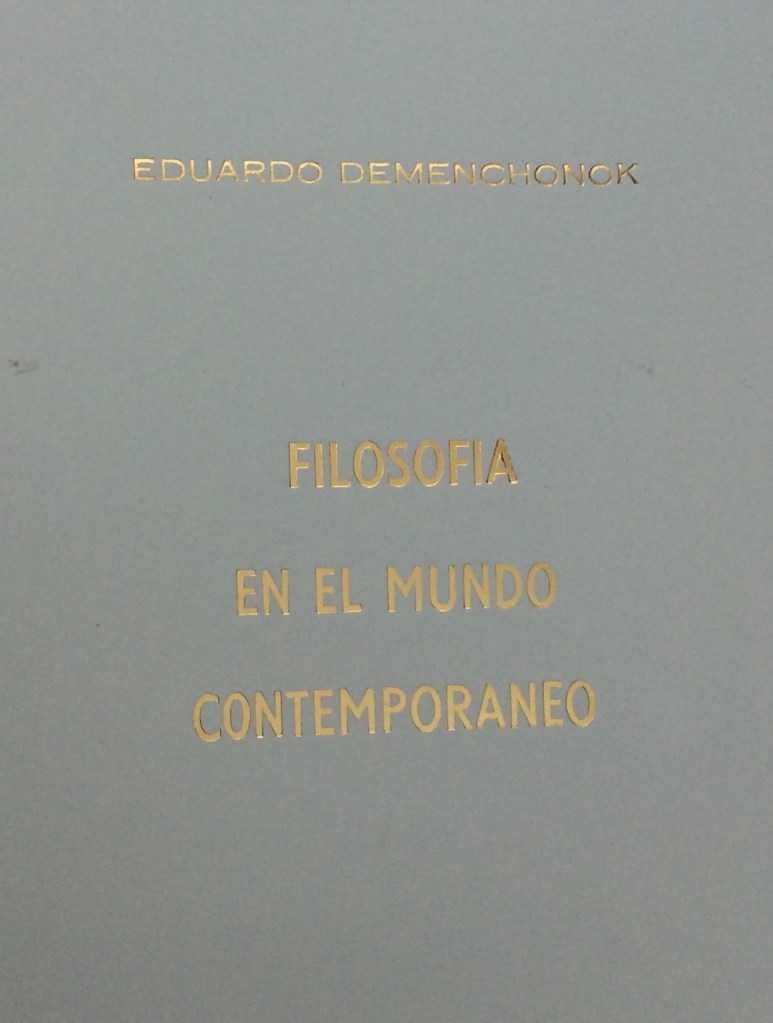 EDUARDO DEMENCHONOK
FILOSOFIA
EN EL MUNDO
CONTEMPORANEO